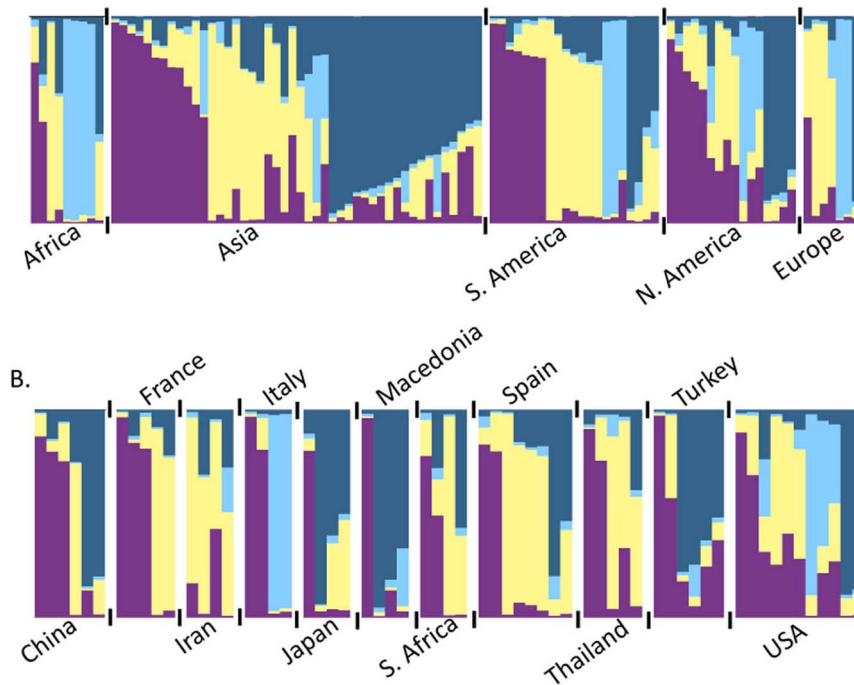 Africa
Asia
S. America
N. America
Europe
B.
France
Italy
Macedonia
Spain
Turkey
China
Iran
Japan
S. Africa
Thailand
USA